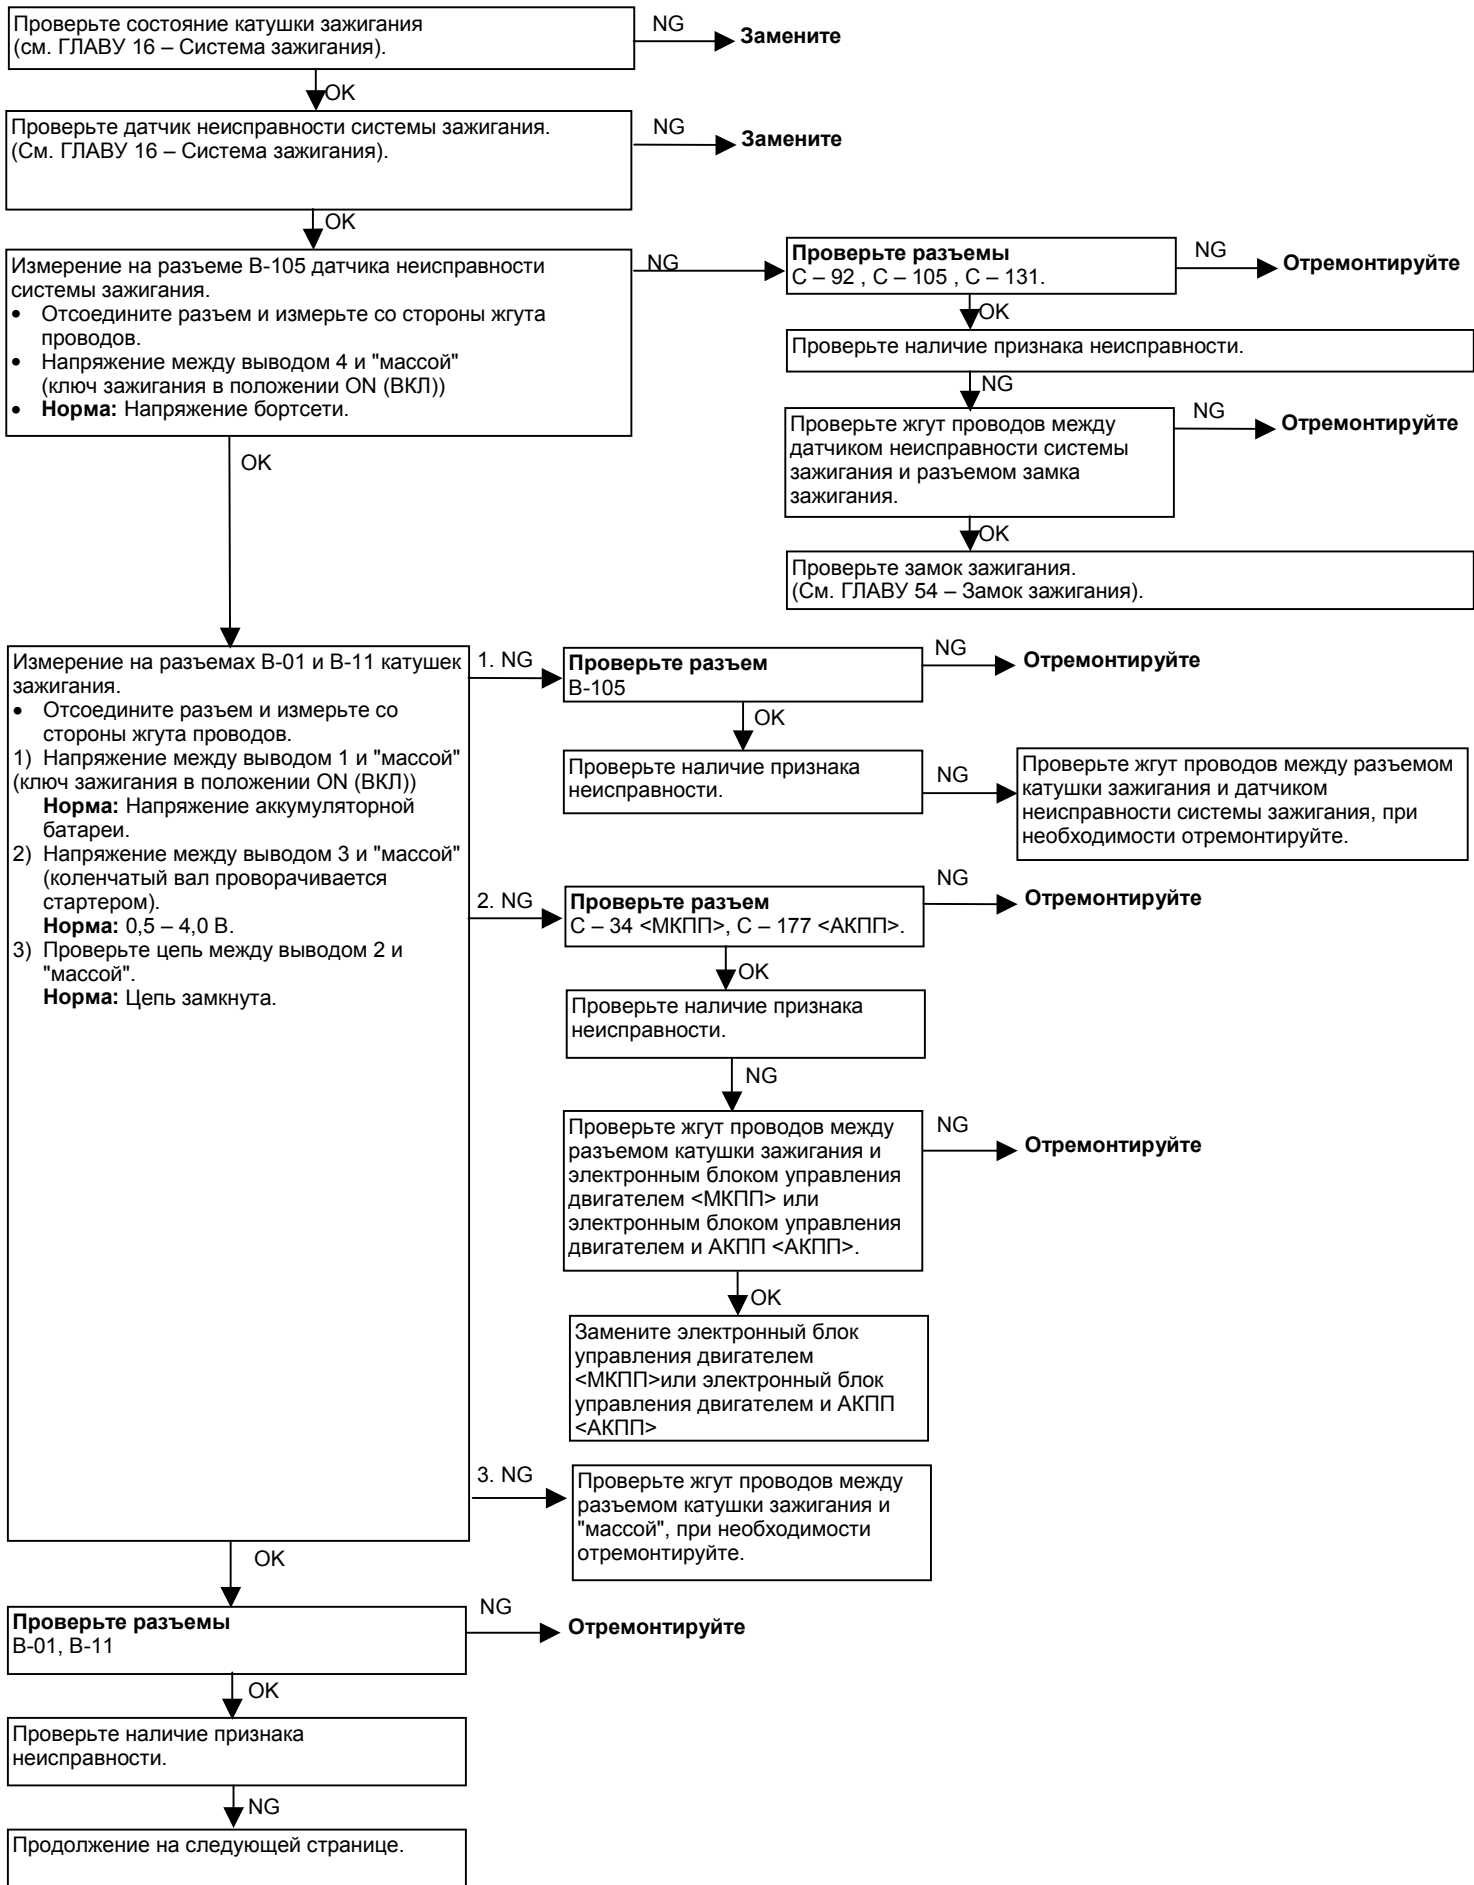 Проверьте состояние катушки зажигания
(см. ГЛАВУ 16 – Система зажигания).
NG
Замените
OK
Проверьте датчик неисправности системы зажигания.
(См. ГЛАВУ 16 – Система зажигания).
NG
Замените
OK
Измерение на разъеме B-105 датчика неисправности
системы зажигания.
• Отсоедините разъем и измерьте со стороны жгута
проводов.
• Напряжение между выводом 4 и "массой"
(ключ зажигания в положении ON (ВКЛ))
• Норма: Напряжение бортсети.
NG
Проверьте разъемы
C – 92 , C – 105 , C – 131.
NG
Отремонтируйте
OK
Проверьте наличие признака неисправности.
NG
Проверьте жгут проводов между
датчиком неисправности системы
зажигания и разъемом замка
зажигания.
NG
Отремонтируйте
OK
Проверьте замок зажигания.
(См. ГЛАВУ 54 – Замок зажигания).
OK
Измерение на разъемах B-01 и B-11 катушек
зажигания.
• Отсоедините разъем и измерьте со
стороны жгута проводов.
1) Напряжение между выводом 1 и "массой"
(ключ зажигания в положении ON (ВКЛ))
Норма: Напряжение аккумуляторной
батареи.
2) Напряжение между выводом 3 и "массой"
(коленчатый вал проворачивается
стартером).
Норма: 0,5 – 4,0 В.
3) Проверьте цепь между выводом 2 и
"массой".
Норма: Цепь замкнута.
1. NG
Проверьте разъем
B-105
NG
Отремонтируйте
OK
Проверьте наличие признака
неисправности.
NG
Проверьте жгут проводов между разъемом
катушки зажигания и датчиком
неисправности системы зажигания, при
необходимости отремонтируйте.
2. NG
Проверьте разъем
C – 34 <МКПП>, C – 177 <АКПП>.
NG
Отремонтируйте
OK
Проверьте наличие признака
неисправности.
NG
Проверьте жгут проводов между
разъемом катушки зажигания и
электронным блоком управления
двигателем <МКПП> или
электронным блоком управления
двигателем и АКПП <АКПП>.
NG
Отремонтируйте
OK
Замените электронный блок
управления двигателем
<МКПП>или электронный блок
управления двигателем и АКПП
<АКПП>
3. NG
Проверьте жгут проводов между
разъемом катушки зажигания и
"массой", при необходимости
отремонтируйте.
OK
Проверьте разъемы
B-01, B-11
NG
Отремонтируйте
OK
Проверьте наличие признака
неисправности.
NG
Продолжение на следующей странице.